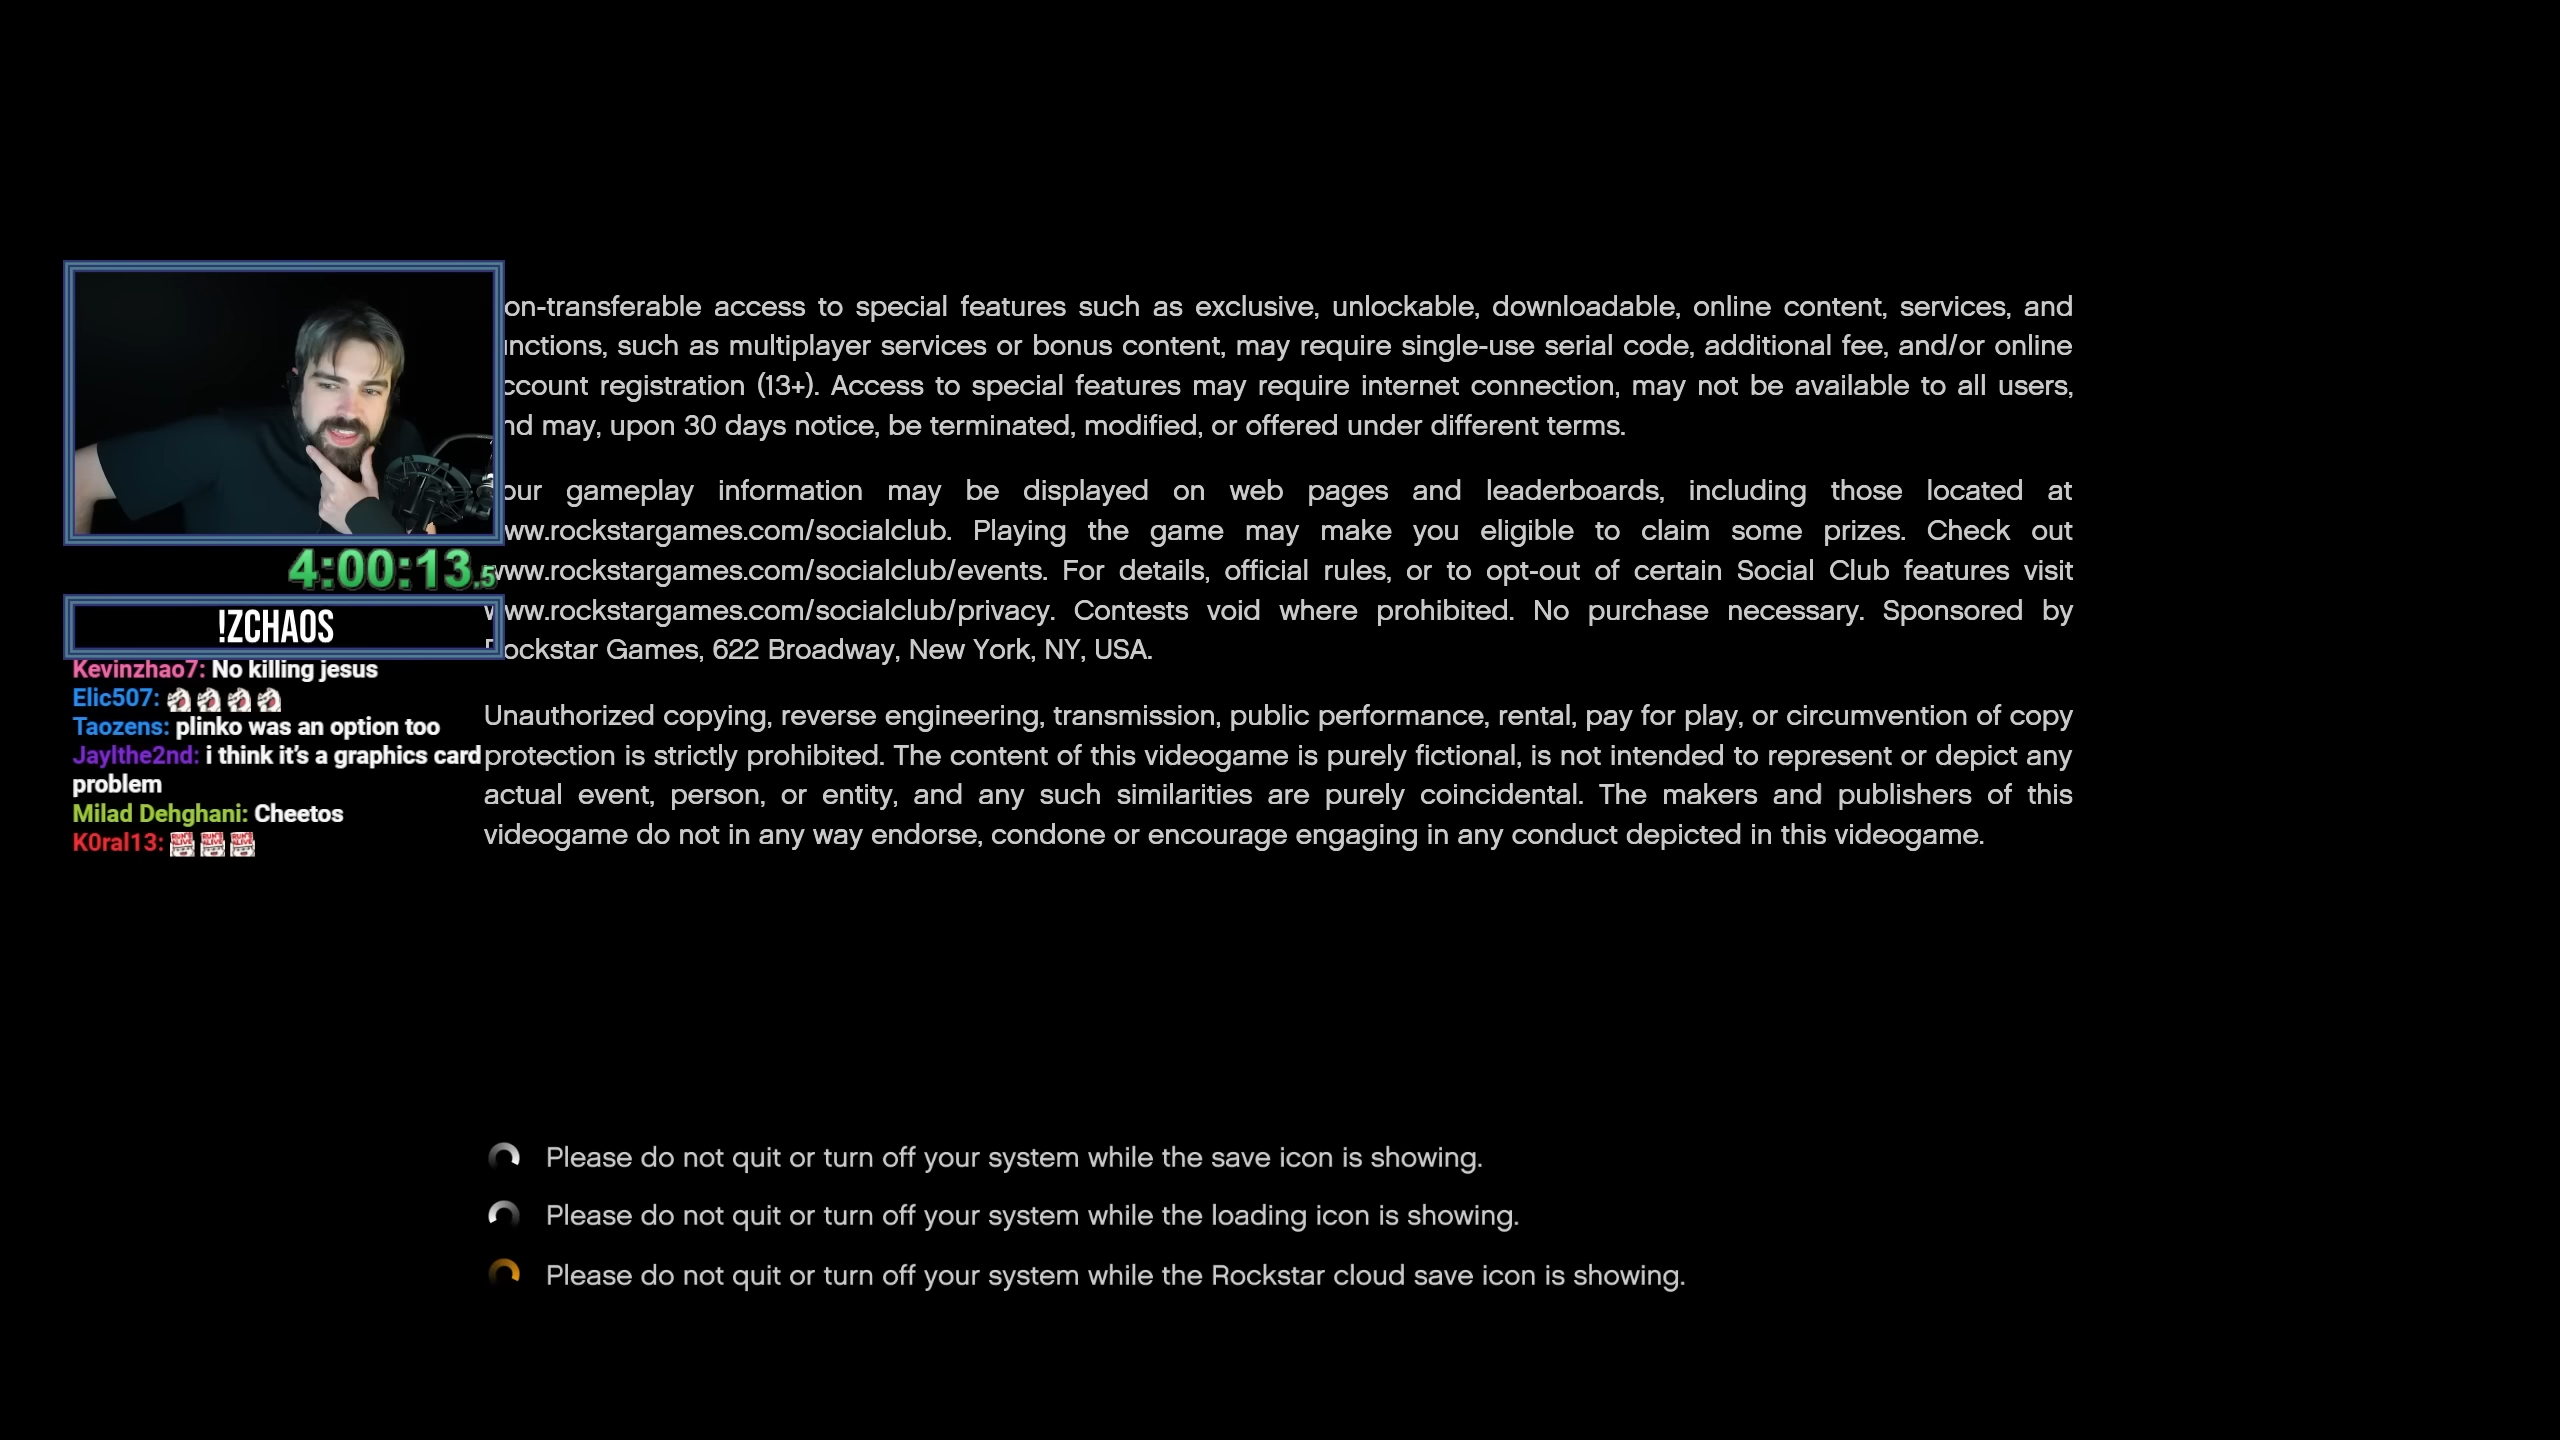 on-transferable access to special features such as exclusive, unlockable, downloadable, online content, services, and
nctions, such as multiplayer services or bonus content, may require single-use serial code, additional fee, and/or online
ccount registration (13+). Access to special features may require internet connection, may not be available to all users,
nd may, upon 30 days notice, be terminated, modified, or offered under different terms.
our gameplay information may be displayed on web pages and leaderboards, including those located at
ww.rockstargames.com/socialclub. Playing the game may make you eligible to claim some prizes. Check out
www.rockstargames.com/socialclub/events. For details, official rules, or to opt-out of certain Social Club features visit
www.rockstargames.com/socialclub/privacy. Contests void where prohibited. No purchase necessary. Sponsored by
Rockstar Games, 622 Broadway, New York, NY, USA.
4:00:13.5
!ZCHAOS
Kevinzhao7: No killing jesus
Elic507:
Taozens: plinko was an option too
Jaylthe2nd: i think it's a graphics card
problem
Milad Dehghani: Cheetos
K0ral13:
Unauthorized copying, reverse engineering, transmission, public performance, rental, pay for play, or circumvention of copy
protection is strictly prohibited. The content of this videogame is purely fictional, is not intended to represent or depict any
actual event, person, or entity, and any such similarities are purely coincidental. The makers and publishers of this
videogame do not in any way endorse, condone or encourage engaging in any conduct depicted in this videogame.
Please do not quit or turn off your system while the save icon is showing.
Please do not quit or turn off your system while the loading icon is showing.
Please do not quit or turn off your system while the Rockstar cloud save icon is showing.